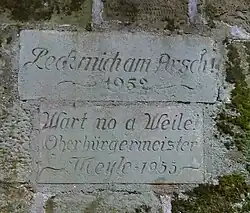 Leck mich am Arsch!
~ 1952 ~
Wart no a Weile!
Oberbürgermeister
~ Meyle · 1955 ~